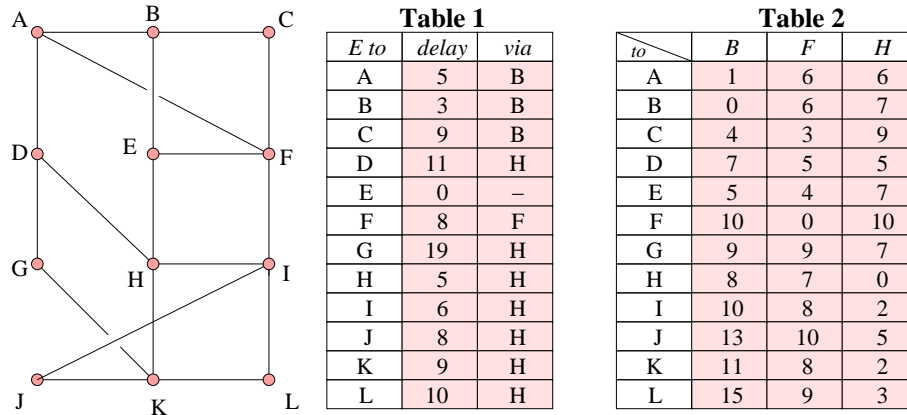 A B C
D E F
G H I
J K L
Table 1
E to delay via
A 5 B
B 3 B
C 9 B
D 11 H
E 0 –
F 8 F
G 19 H
H 5 H
I 6 H
J 8 H
K 9 H
L 10 H
Table 2
to B F H
A 1 6 6
B 0 6 7
C 4 3 9
D 7 5 5
E 5 4 7
F 10 0 10
G 9 9 7
H 8 7 0
I 10 8 2
J 13 10 5
K 11 8 2
L 15 9 3